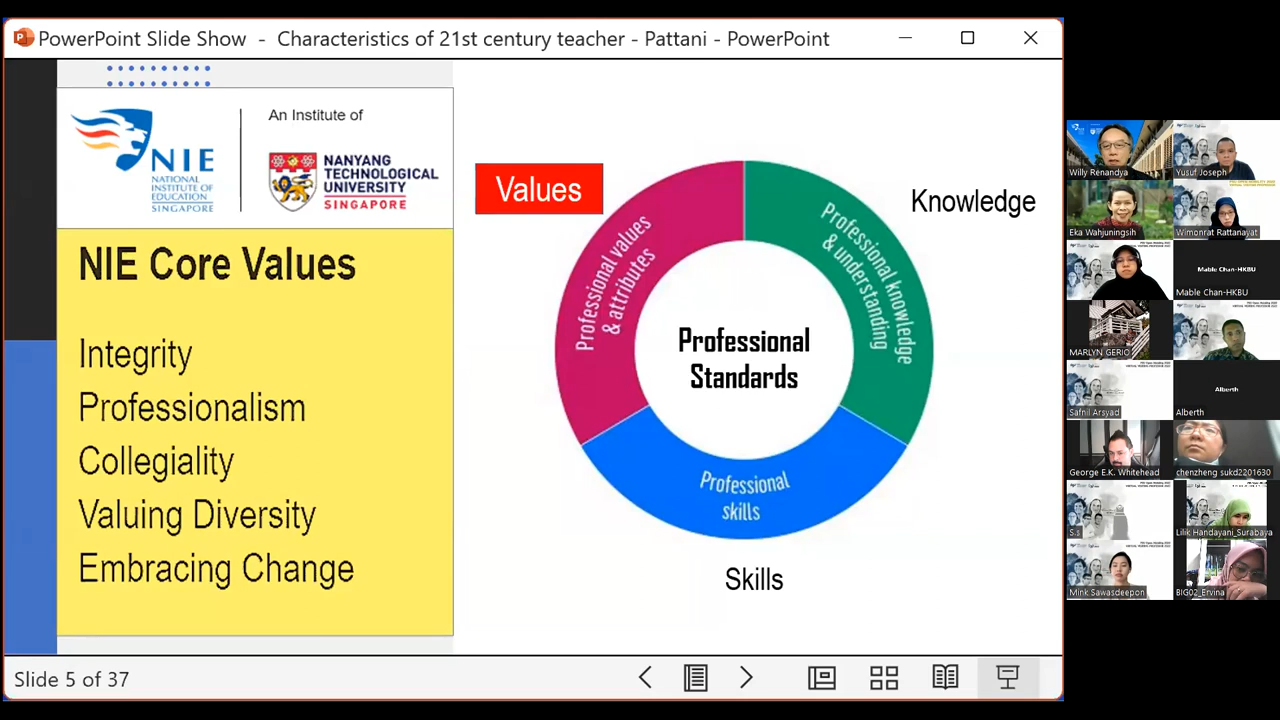 PowerPoint Slide Show - Characteristics of 21st century teacher - Pattani - PowerPoint
NIE
NATIONAL
INSTITUTE OF
EDUCATION
SINGAPORE
An Institute of
NANYANG
TECHNOLOGICAL
UNIVERSITY
SINGAPORE
NIE Core Values
Integrity
Professionalism
Collegiality
Valuing Diversity
Embracing Change
Values
Knowledge
Professional values
& attributes
Professional knowledge
& understanding
Professional
Standards
Professional
skills
Skills
Slide 5 of 37
Willy Renandya
Yusuf Joseph
Eka Wahjuningsih
Wimonrat Rattanayat
Mable Chan-HKBU
Mable Chan-HKBU
MARLYN GERIO
Safnil Arsyad
Alberth
Alberth
George E.K. Whitehead
chenzheng sukd2201630
S.s
Lilik Handayani_Surabaya
Mink Sawasdeepon
BIG02_Ervina